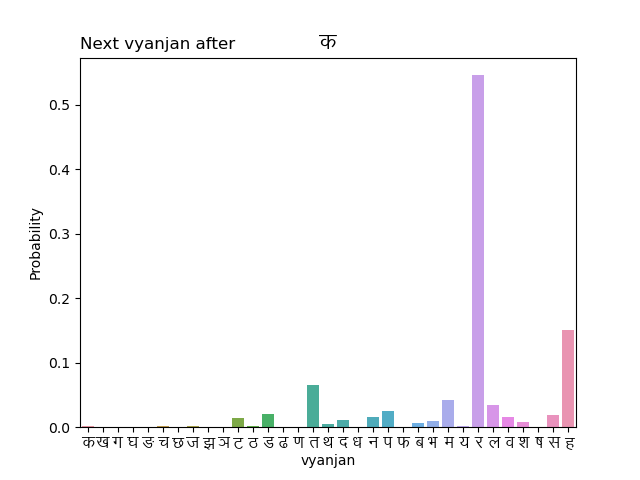 Next vyanjan after क
0.5
0.4
0.3
0.2
0.1
0.0
Probability
क ख ग घ ङ च छ ज झ ञ ट ठ ड ढ ण त थ द ध न प फ ब भ म य र ल व श ष स ह
vyanjan